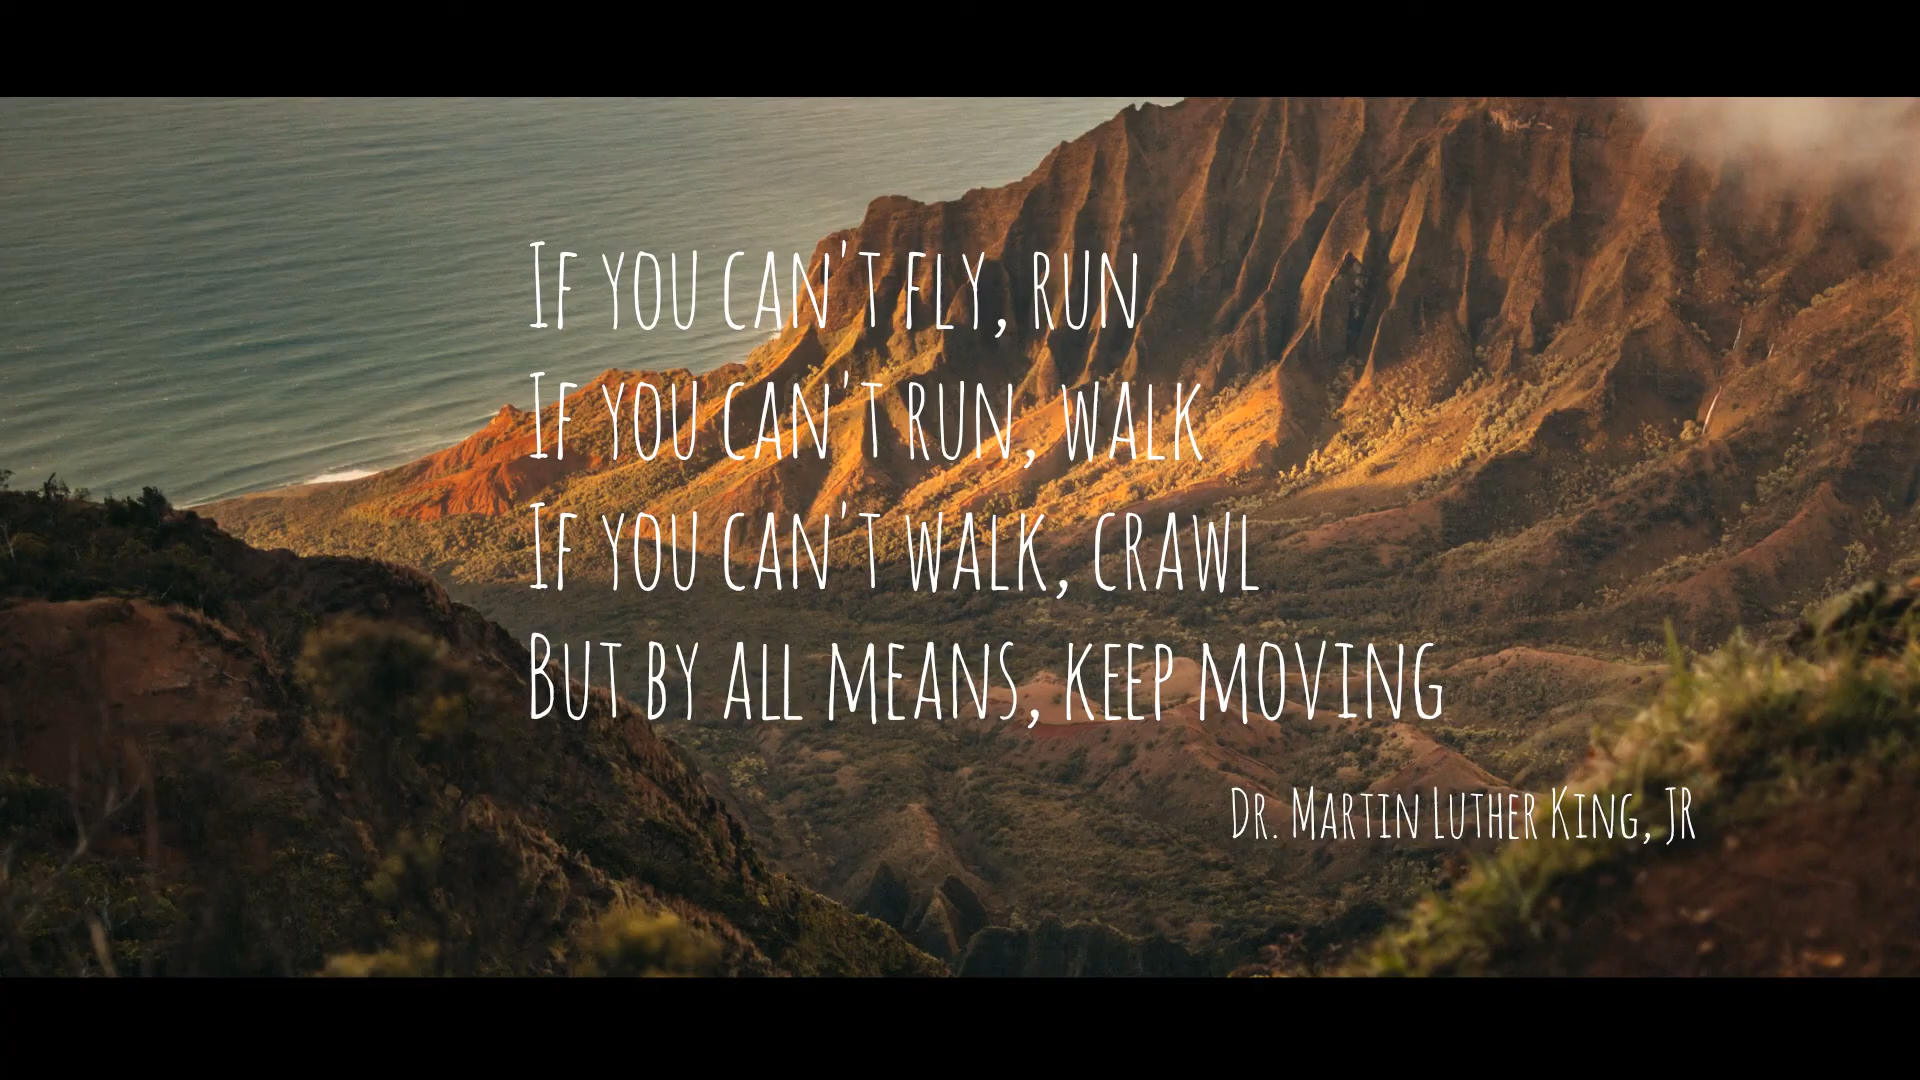 If you can't fly, run
If you can't run, walk
If you can't walk, crawl
But by all means, keep moving
Dr. Martin Luther King, JR